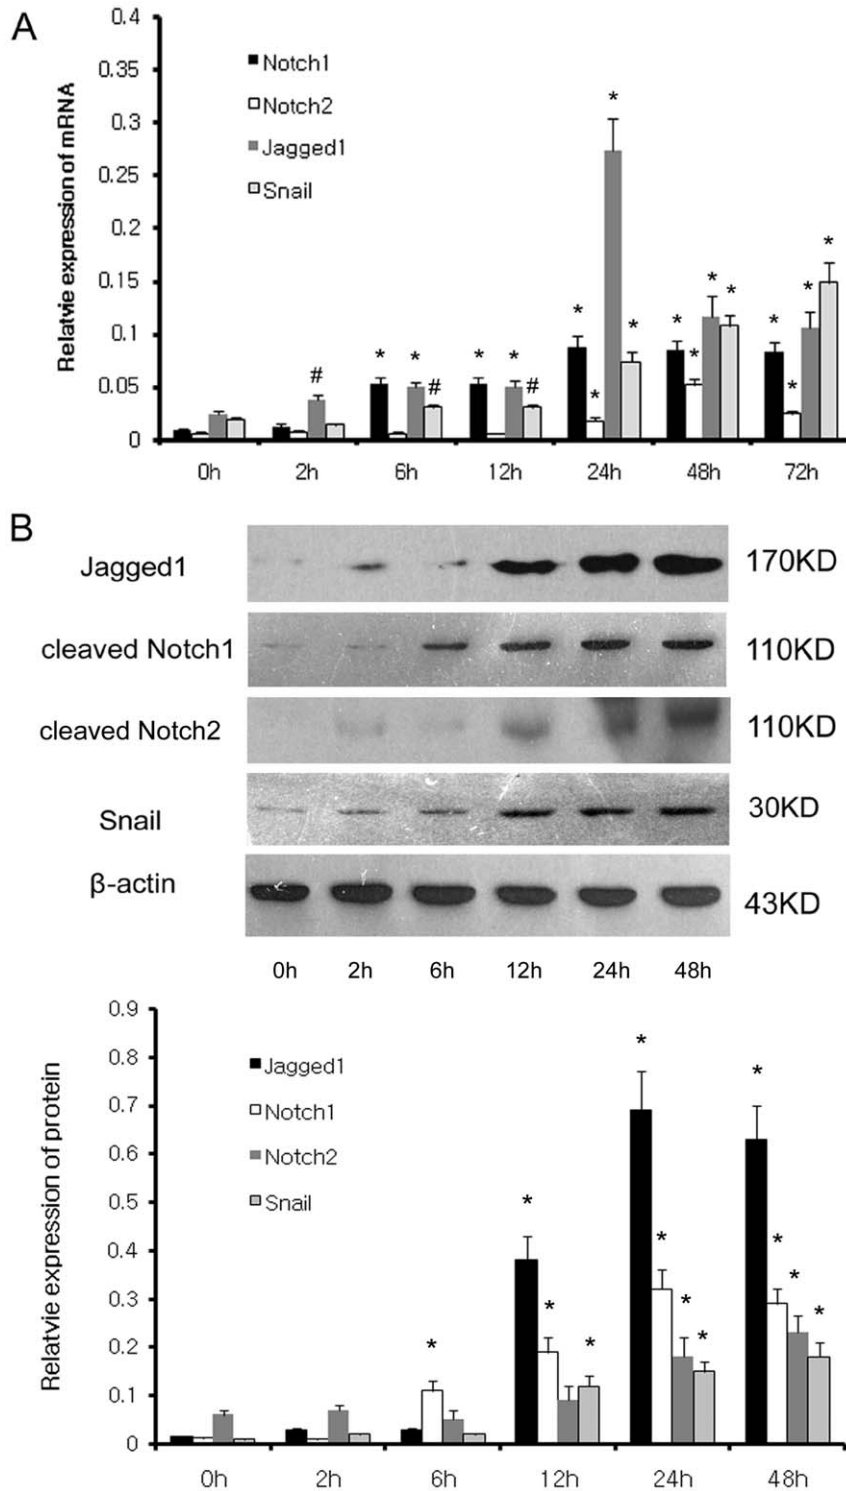 A
0.4
0.35
0.3
0.25
0.2
0.15
0.1
0.05
0
Relatvie expression of mRNA
Notch1
Notch2
Jagged1
Snail
# * * # * * # * * * * * * * * * * * *
0h 2h 6h 12h 24h 48h 72h
B
Jagged1 170KD
cleaved Notch1 110KD
cleaved Notch2 110KD
Snail 30KD
β-actin 43KD
0h 2h 6h 12h 24h 48h
0.9
0.8
0.7
0.6
0.5
0.4
0.3
0.2
0.1
0
Relatvie expression of protein
Jagged1
Notch1
Notch2
Snail
* * * * * * * * * * * *
0h 2h 6h 12h 24h 48h